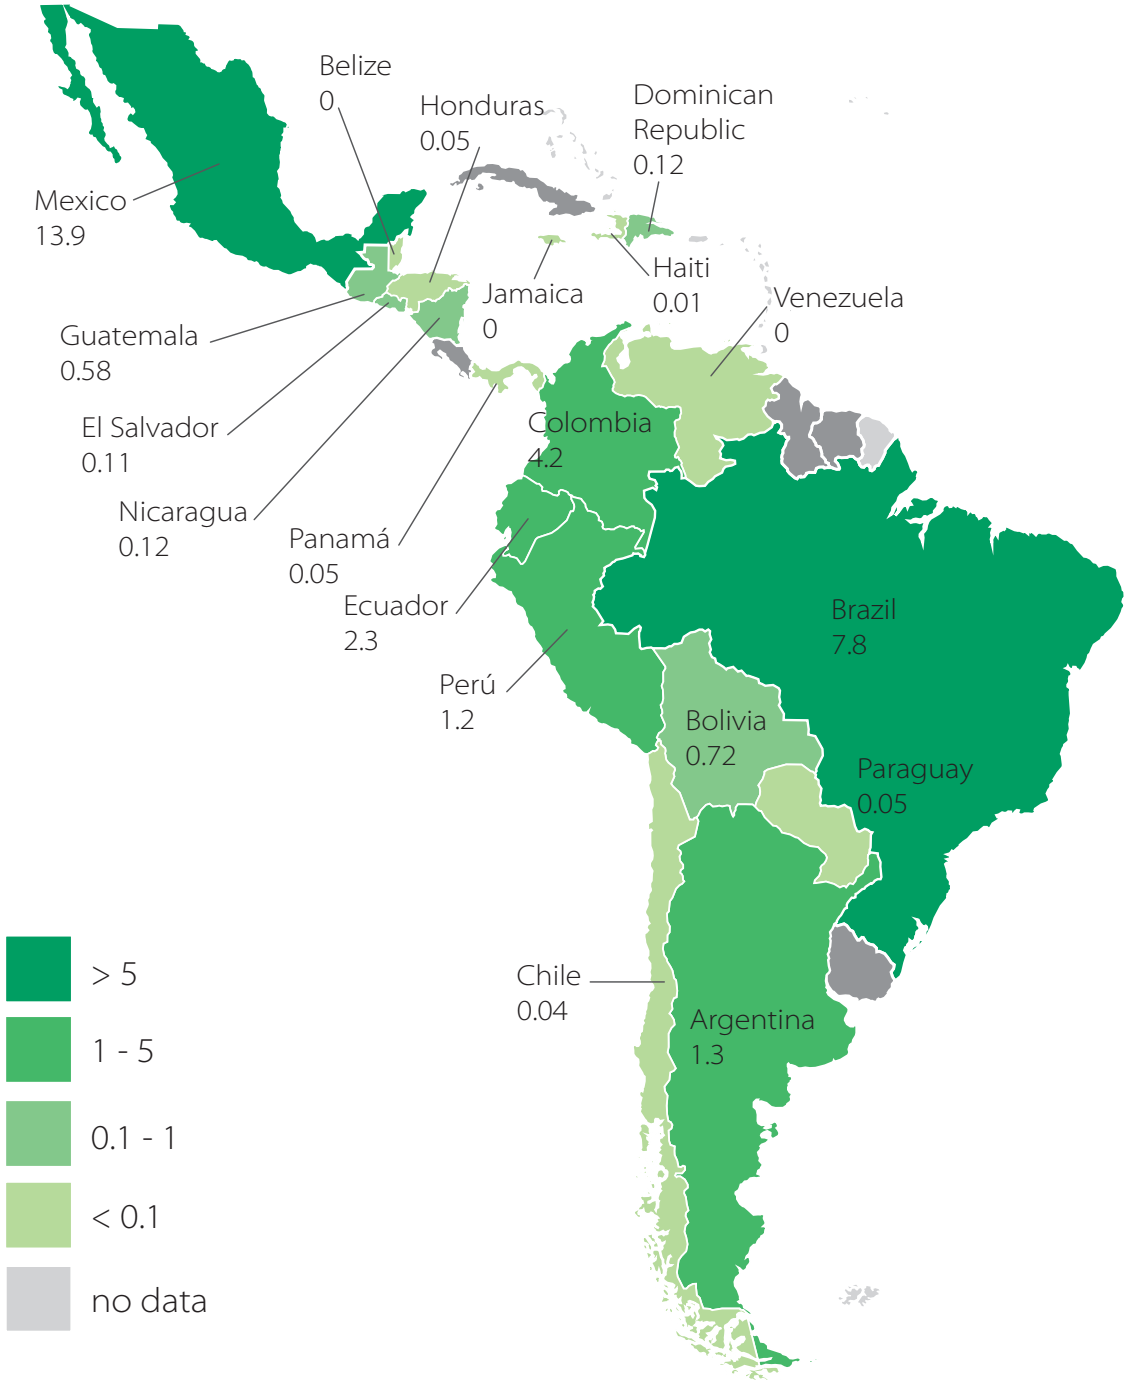 Belize
0
Honduras
0.05
Dominican
Republic
0.12
Mexico
13.9
Haiti
0.01
Jamaica
0
Venezuela
0
Guatemala
0.58
El Salvador
0.11
Colombia
4.2
Nicaragua
0.12
Panamá
0.05
Ecuador
2.3
Brazil
7.8
Perú
1.2
Bolivia
0.72
Paraguay
0.05
Chile
0.04
Argentina
1.3
> 5
1 - 5
0.1 - 1
< 0.1
no data